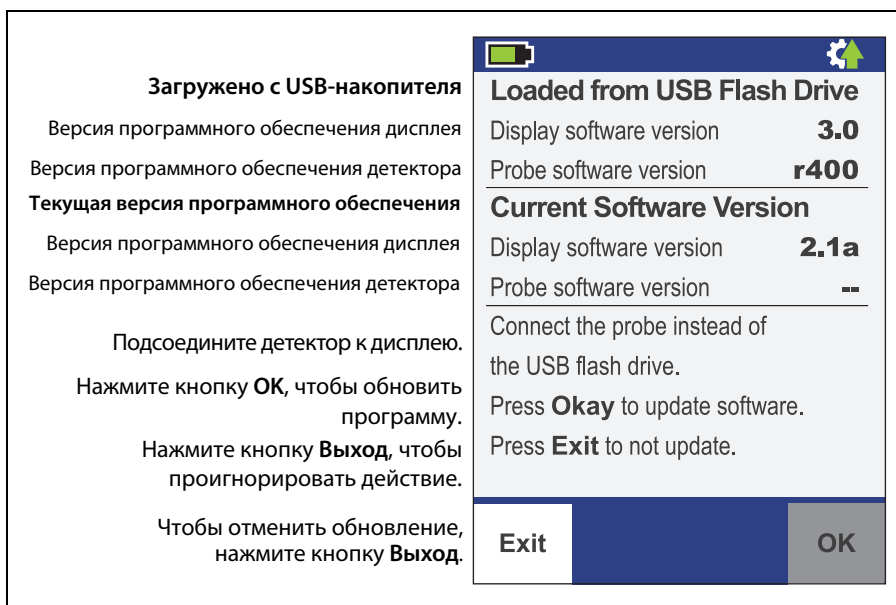 Загружено с USB-накопителя
Версия программного обеспечения дисплея
Версия программного обеспечения детектора
Текущая версия программного обеспечения
Версия программного обеспечения дисплея
Версия программного обеспечения детектора
Подсоедините детектор к дисплею.
Нажмите кнопку OK, чтобы обновить
программу.
Нажмите кнопку Выход, чтобы
проигнорировать действие.
Чтобы отменить обновление,
нажмите кнопку Выход.
Loaded from USB Flash Drive
Display software version 3.0
Probe software version r400
Current Software Version
Display software version 2.1a
Probe software version --
Connect the probe instead of
the USB flash drive.
Press Okay to update software.
Press Exit to not update.
Exit OK